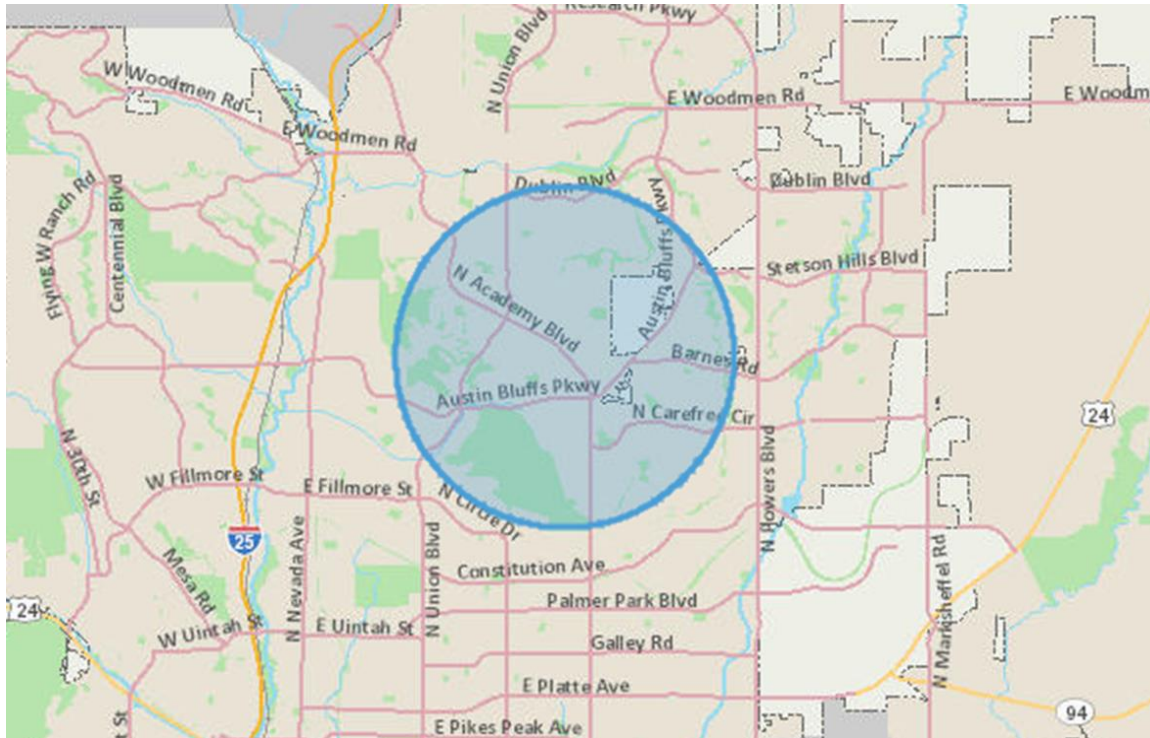 Research Pkwy
N Union Blvd
W Woodmen Rd
E Woodmen Rd
E Woodm
E Woodmen Rd
Flying W Ranch Rd
Centennial Blvd
Dublin Blvd
Dublin Blvd
Austin Bluffs Pkwy
Stetson Hills Blvd
N Academy Blvd
Barnes Rd
Austin Bluffs Pkwy
N Carefree Cir
24
N 30th St
W Fillmore St
E Fillmore St
N Circle Dr
N Powers Blvd
25
N Nevada Ave
N Union Blvd
Constitution Ave
Mesa Rd
Palmer Park Blvd
N Marksheffel Rd
24
W Uintah St
E Uintah St
Galley Rd
E Platte Ave
94
t St
E Pikes Peak Ave